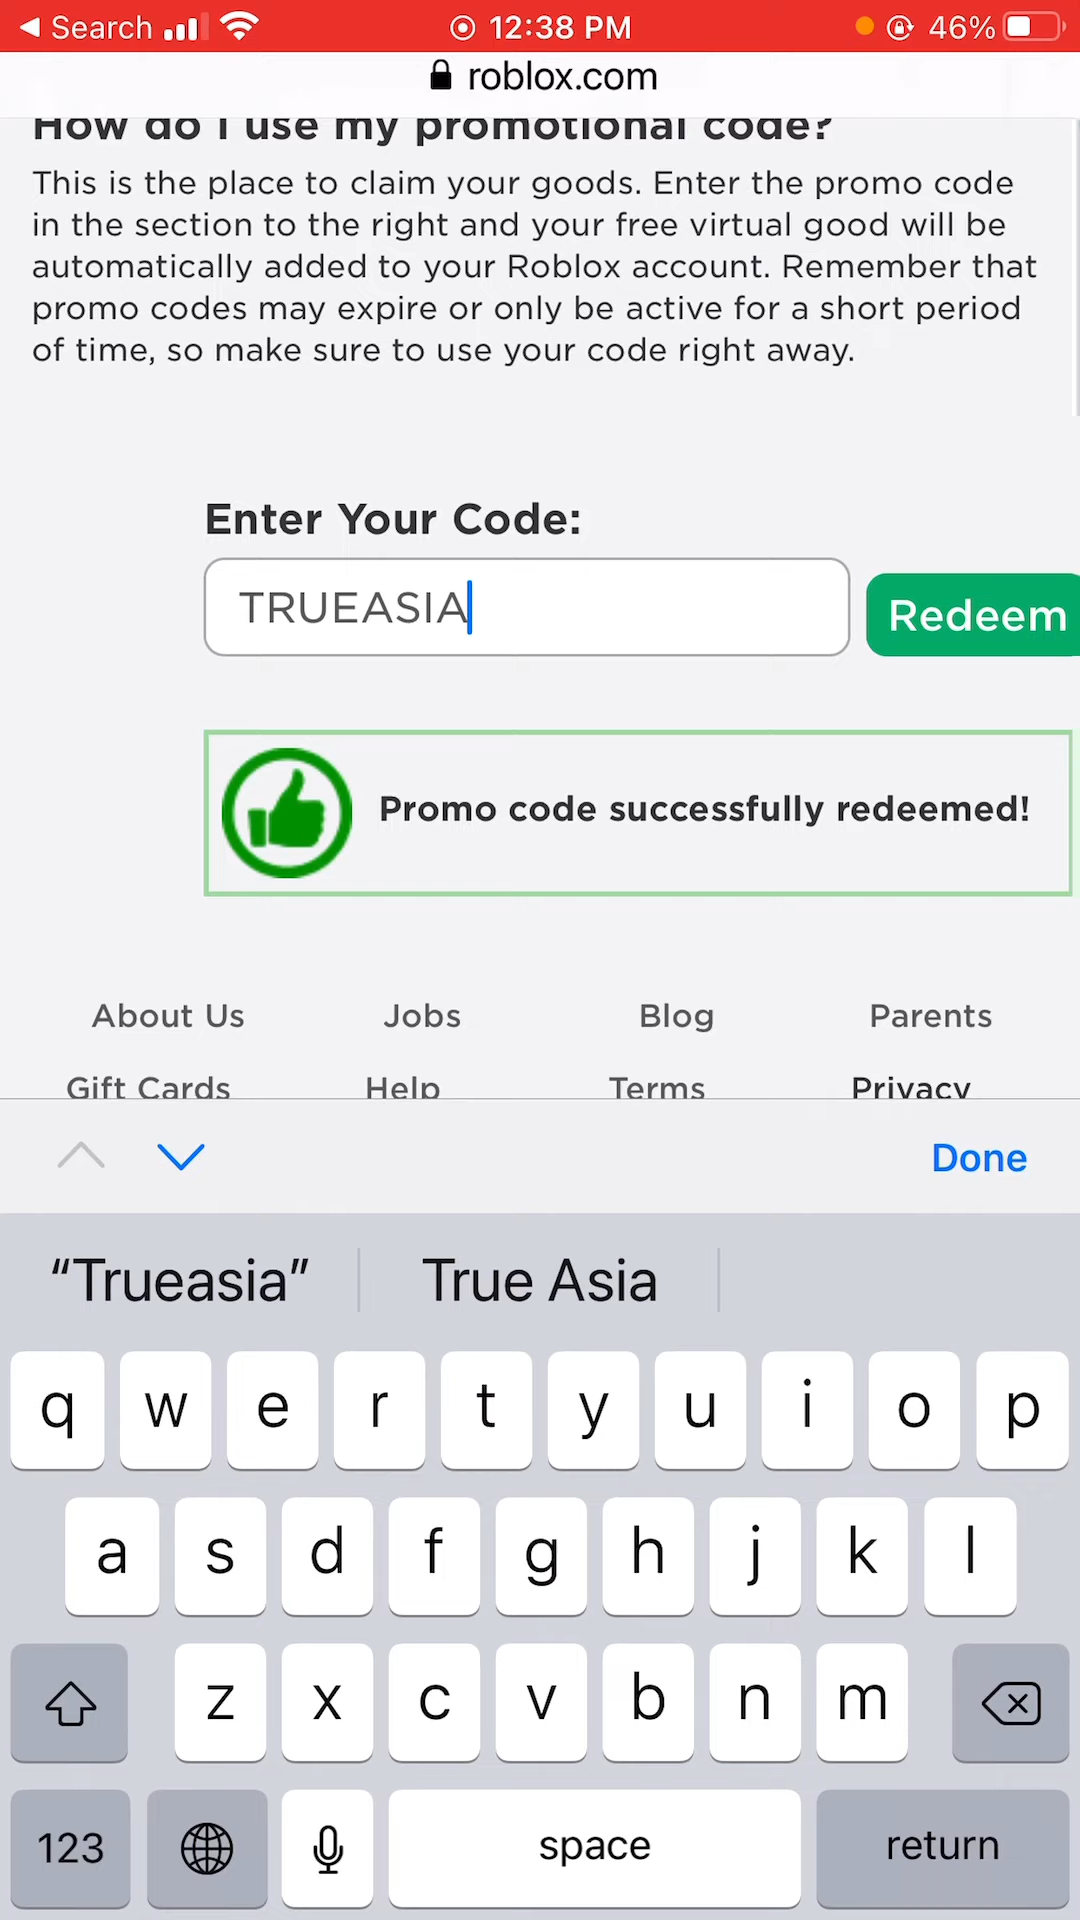 Search 12:38 PM 46%
roblox.com
How do I use my promotional code?
This is the place to claim your goods. Enter the promo code
in the section to the right and your free virtual good will be
automatically added to your Roblox account. Remember that
promo codes may expire or only be active for a short period
of time, so make sure to use your code right away.
Enter Your Code:
TRUEASIA
Redeem
Promo code successfully redeemed!
About Us Jobs Blog Parents
Gift Cards Help Terms Privacy
Done
“Trueasia” True Asia
q w e r t y u i o p
a s d f g h j k l
z x c v b n m
123 space return